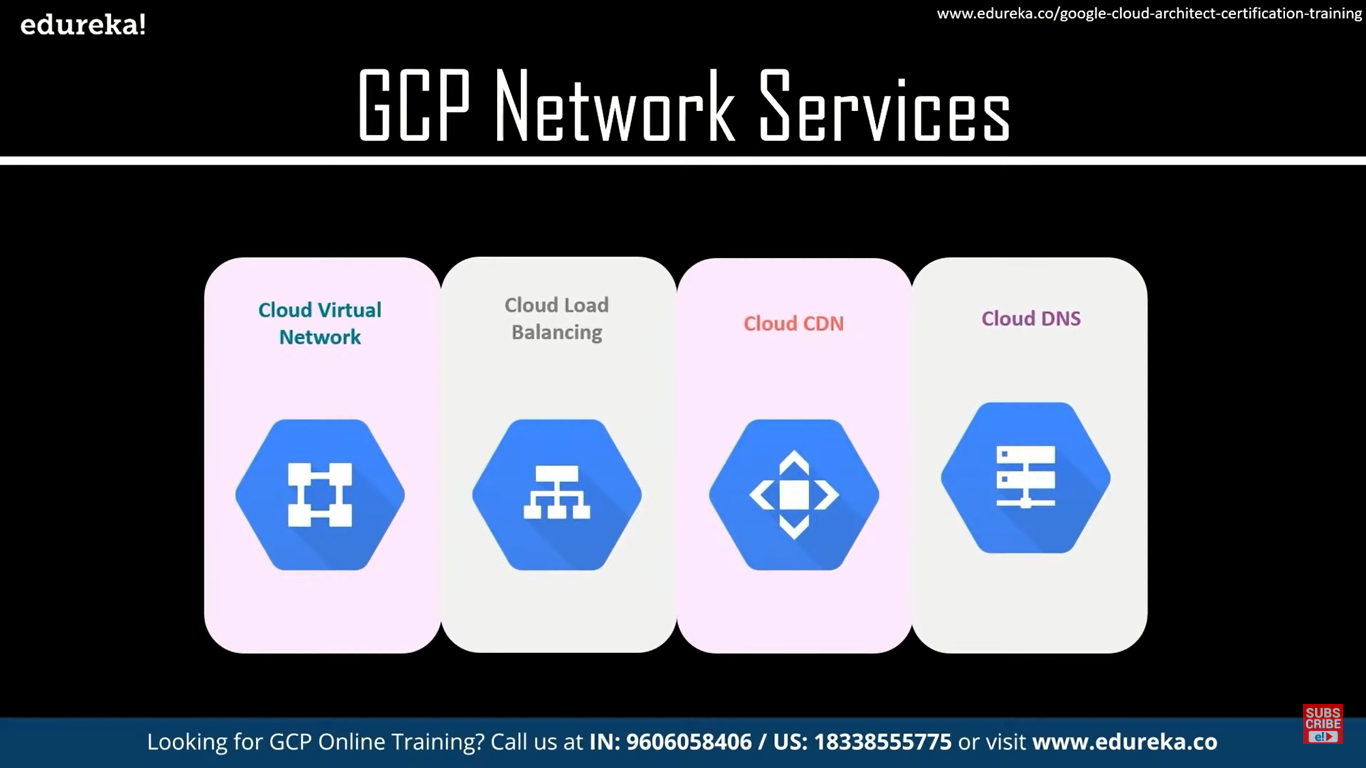 edureka!
www.edureka.co/google-cloud-architect-certification-training
GCP Network Services
Cloud Virtual
Network
Cloud Load
Balancing
Cloud CDN
Cloud DNS
SUBS
CRIBE
e!
Looking for GCP Online Training? Call us at IN: 9606058406 / US: 18338555775 or visit www.edureka.co